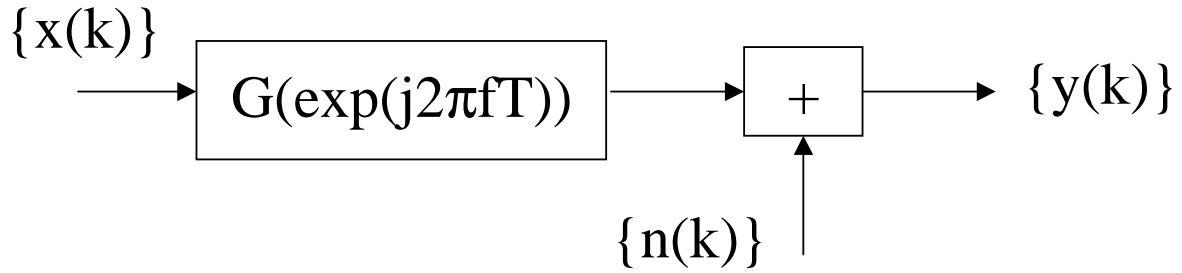 {x(k)}
G(exp(j2πfT))
+
{y(k)}
{n(k)}